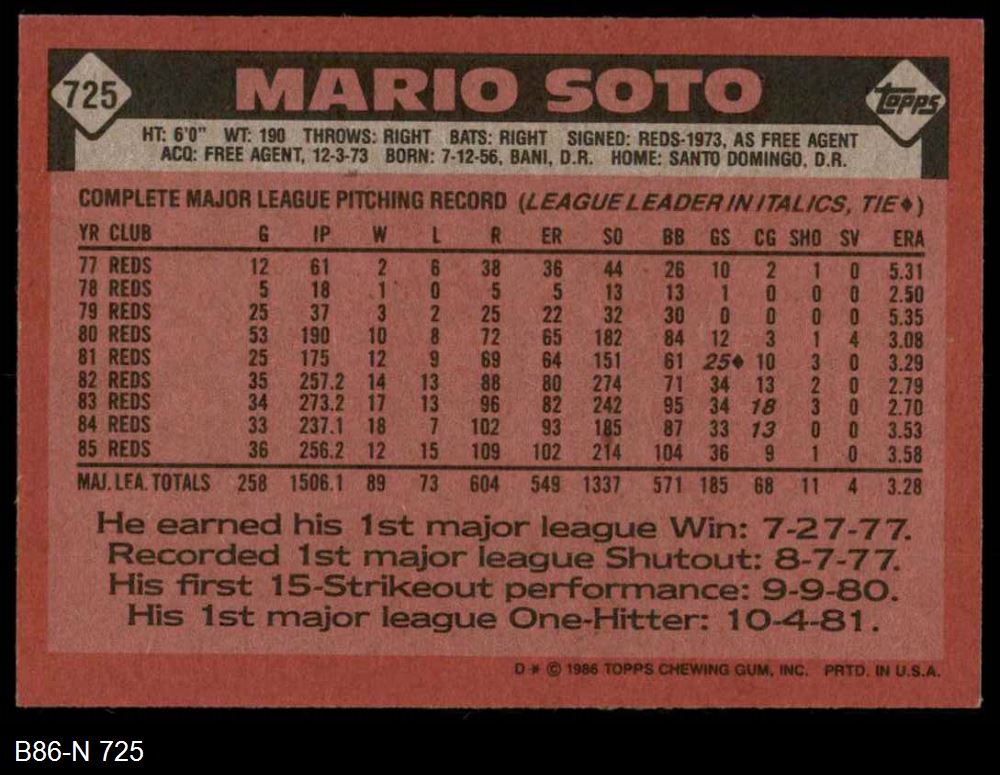 725 MARIO SOTO Topps
HT: 6'0" WT: 190 THROWS: RIGHT BATS: RIGHT SIGNED: REDS-1973, AS FREE AGENT
ACQ: FREE AGENT, 12-3-73 BORN: 7-12-56, BANI, D.R. HOME: SANTO DOMINGO, D.R.
COMPLETE MAJOR LEAGUE PITCHING RECORD (LEAGUE LEADER IN ITALICS, TIE♦)
YR CLUB G IP W L R ER SO BB GS CG SHO SV ERA
77 REDS 12 61 2 6 38 36 44 26 10 2 1 0 5.31
78 REDS 5 18 1 0 5 5 13 13 1 0 0 0 2.50
79 REDS 25 37 3 2 25 22 32 30 0 0 0 0 5.35
80 REDS 53 190 10 8 72 65 182 84 12 3 1 4 3.08
81 REDS 25 175 12 9 69 64 151 61 25♦ 10 3 0 3.29
82 REDS 35 257.2 14 13 88 80 274 71 34 13 2 0 2.79
83 REDS 34 273.2 17 13 96 82 242 95 34 18 3 0 2.70
84 REDS 33 237.1 18 7 102 93 185 87 33 13 0 0 3.53
85 REDS 36 256.2 12 15 109 102 214 104 36 9 1 0 3.58
MAJ. LEA. TOTALS 258 1506.1 89 73 604 549 1337 571 185 68 11 4 3.28
He earned his 1st major league Win: 7-27-77.
Recorded 1st major league Shutout: 8-7-77.
His first 15-Strikeout performance: 9-9-80.
His 1st major league One-Hitter: 10-4-81.
D * © 1986 TOPPS CHEWING GUM, INC. PRTD. IN U.S.A.
B86-N 725